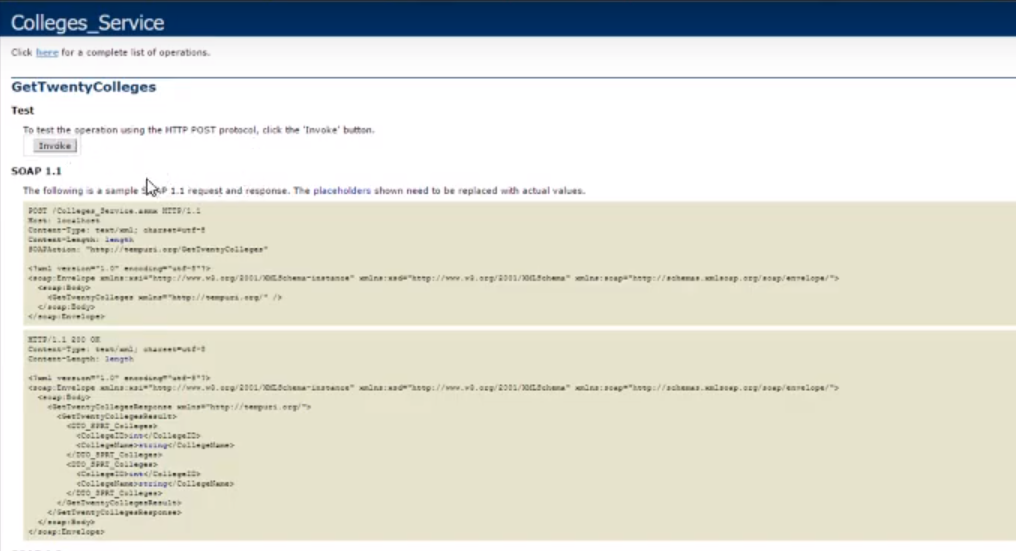 Colleges_Service
Click here for a complete list of operations.
GetTwentyColleges
Test
To test the operation using the HTTP POST protocol, click the 'Invoke' button.
Invoke
SOAP 1.1
The following is a sample SOAP 1.1 request and response. The placeholders shown need to be replaced with actual values.
POST /Colleges_Service.asmx HTTP/1.1
Host: localhost
Content-Type: text/xml; charset=utf-8
Content-Length: length
SOAPAction: "http://tempuri.org/GetTwentyColleges"
<?xml version="1.0" encoding="utf-8"?>
<soap:Envelope xmlns:xsi="http://www.w3.org/2001/XMLSchema-instance" xmlns:xsd="http://www.w3.org/2001/XMLSchema" xmlns:soap="http://schemas.xmlsoap.org/soap/envelope/">
<soap:Body>
<GetTwentyColleges xmlns="http://tempuri.org/" />
</soap:Body>
</soap:Envelope>
HTTP/1.1 200 OK
Content-Type: text/xml; charset=utf-8
Content-Length: length
<?xml version="1.0" encoding="utf-8"?>
<soap:Envelope xmlns:xsi="http://www.w3.org/2001/XMLSchema-instance" xmlns:xsd="http://www.w3.org/2001/XMLSchema" xmlns:soap="http://schemas.xmlsoap.org/soap/envelope/">
<soap:Body>
<GetTwentyCollegesResponse xmlns="http://tempuri.org/">
<GetTwentyCollegesResult>
<DTO_SPRT_Colleges>
<CollegeID>int</CollegeID>
<CollegeName>string</CollegeName>
</DTO_SPRT_Colleges>
<DTO_SPRT_Colleges>
<CollegeID>int</CollegeID>
<CollegeName>string</CollegeName>
</DTO_SPRT_Colleges>
</GetTwentyCollegesResult>
</GetTwentyCollegesResponse>
</soap:Body>
</soap:Envelope>